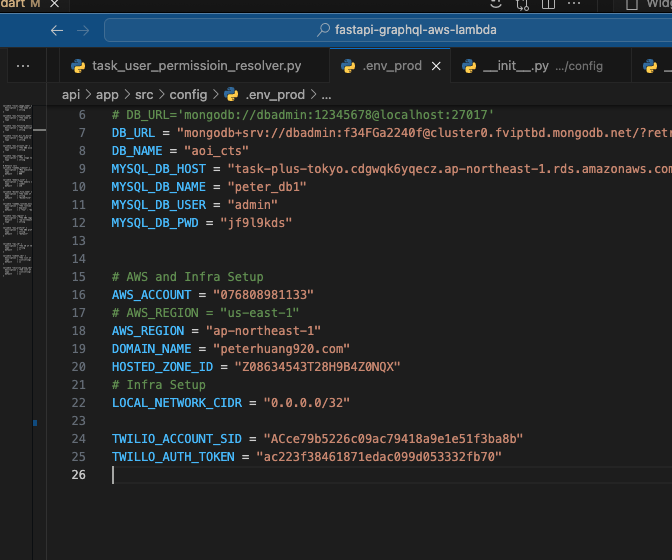 dart M Widg
fastapi-graphql-aws-lambda
task_user_permissioin_resolver.py .env_prod __init__.py .../config
api > app > src > config > .env_prod > ...
6 # DB_URL='mongodb://dbadmin:12345678@localhost:27017'
7 DB_URL = "mongodb+srv://dbadmin:f34FGa2240f@cluster0.fviptbd.mongodb.net/?retr
8 DB_NAME = "aoi_cts"
9 MYSQL_DB_HOST = "task-plus-tokyo.cdgwqk6yqecz.ap-northeast-1.rds.amazonaws.com
10 MYSQL_DB_NAME = "peter_db1"
11 MYSQL_DB_USER = "admin"
12 MYSQL_DB_PWD = "jf9l9kds"
13
14
15 # AWS and Infra Setup
16 AWS_ACCOUNT = "076808981133"
17 # AWS_REGION = "us-east-1"
18 AWS_REGION = "ap-northeast-1"
19 DOMAIN_NAME = "peterhuang920.com"
20 HOSTED_ZONE_ID = "Z08634543T28H9B4Z0NQX"
21 # Infra Setup
22 LOCAL_NETWORK_CIDR = "0.0.0.0/32"
23
24 TWILIO_ACCOUNT_SID = "ACce79b5226c09ac79418a9e1e51f3ba8b"
25 TWILLO_AUTH_TOKEN = "ac223f38461871edac099d053332fb70"
26